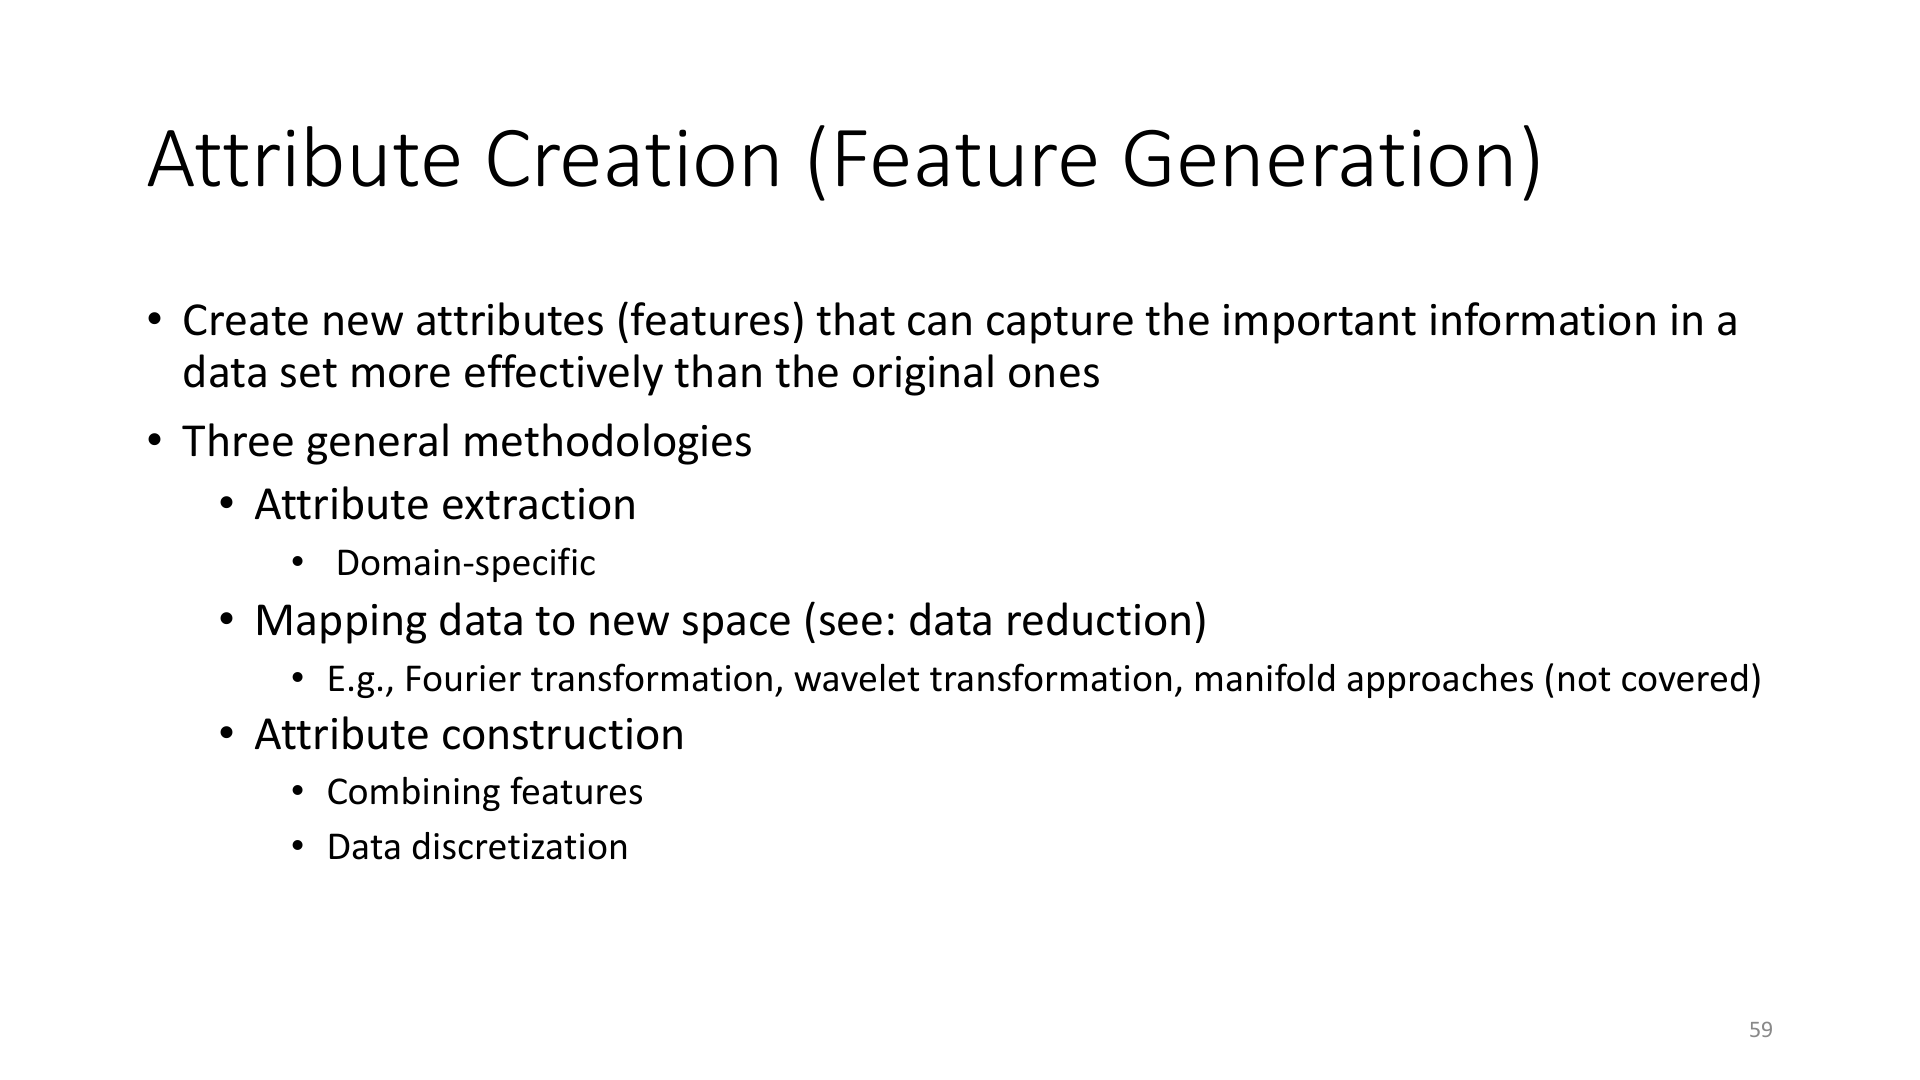 Attribute Creation (Feature Generation)
• Create new attributes (features) that can capture the important information in a
data set more effectively than the original ones
• Three general methodologies
• Attribute extraction
• Domain-specific
• Mapping data to new space (see: data reduction)
• E.g., Fourier transformation, wavelet transformation, manifold approaches (not covered)
• Attribute construction
• Combining features
• Data discretization
59